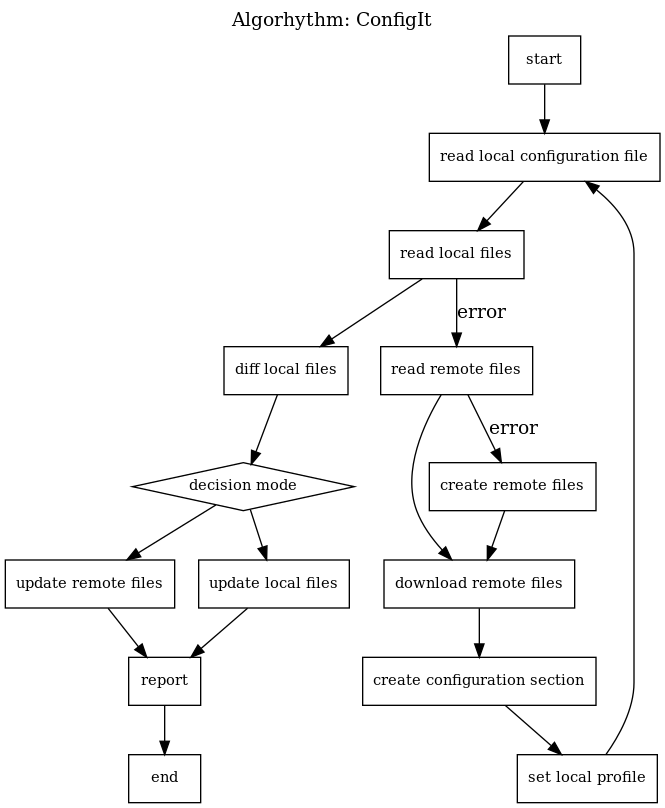 Algorhythm: ConfigIt
start
read local configuration file
read local files
error
diff local files
read remote files
error
decision mode
create remote files
update remote files
update local files
download remote files
report
create configuration section
end
set local profile